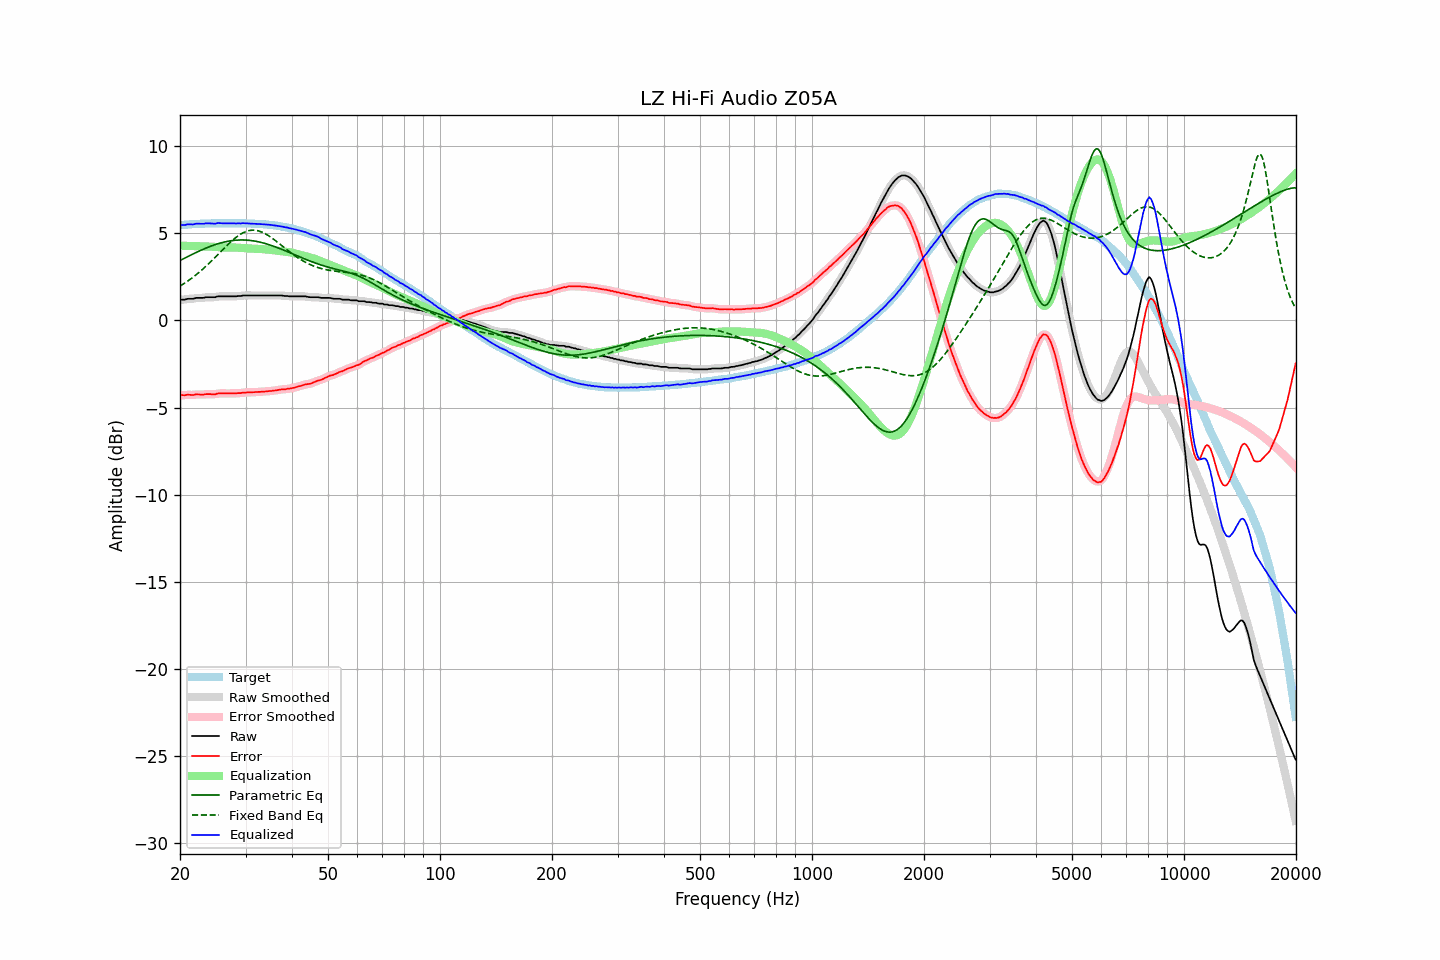 LZ Hi-Fi Audio Z05A
Amplitude (dBr)
10
5
0
−5
−10
−15
−20
−25
−30
Target
Raw Smoothed
Error Smoothed
Raw
Error
Equalization
Parametric Eq
Fixed Band Eq
Equalized
20 50 100 200 500 1000 2000 5000 10000 20000
Frequency (Hz)